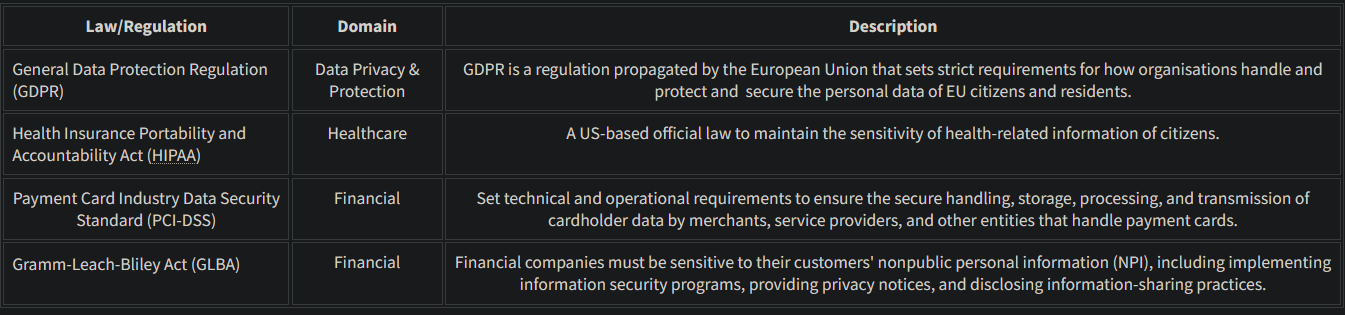 Law/Regulation Domain Description
General Data Protection Regulation
(GDPR)
Data Privacy &
Protection
GDPR is a regulation propagated by the European Union that sets strict requirements for how organisations handle and
protect and secure the personal data of EU citizens and residents.
Health Insurance Portability and
Accountability Act (HIPAA)
Healthcare
A US-based official law to maintain the sensitivity of health-related information of citizens.
Payment Card Industry Data Security
Standard (PCI-DSS)
Financial
Set technical and operational requirements to ensure the secure handling, storage, processing, and transmission of
cardholder data by merchants, service providers, and other entities that handle payment cards.
Gramm-Leach-Bliley Act (GLBA)
Financial
Financial companies must be sensitive to their customers' nonpublic personal information (NPI), including implementing
information security programs, providing privacy notices, and disclosing information-sharing practices.